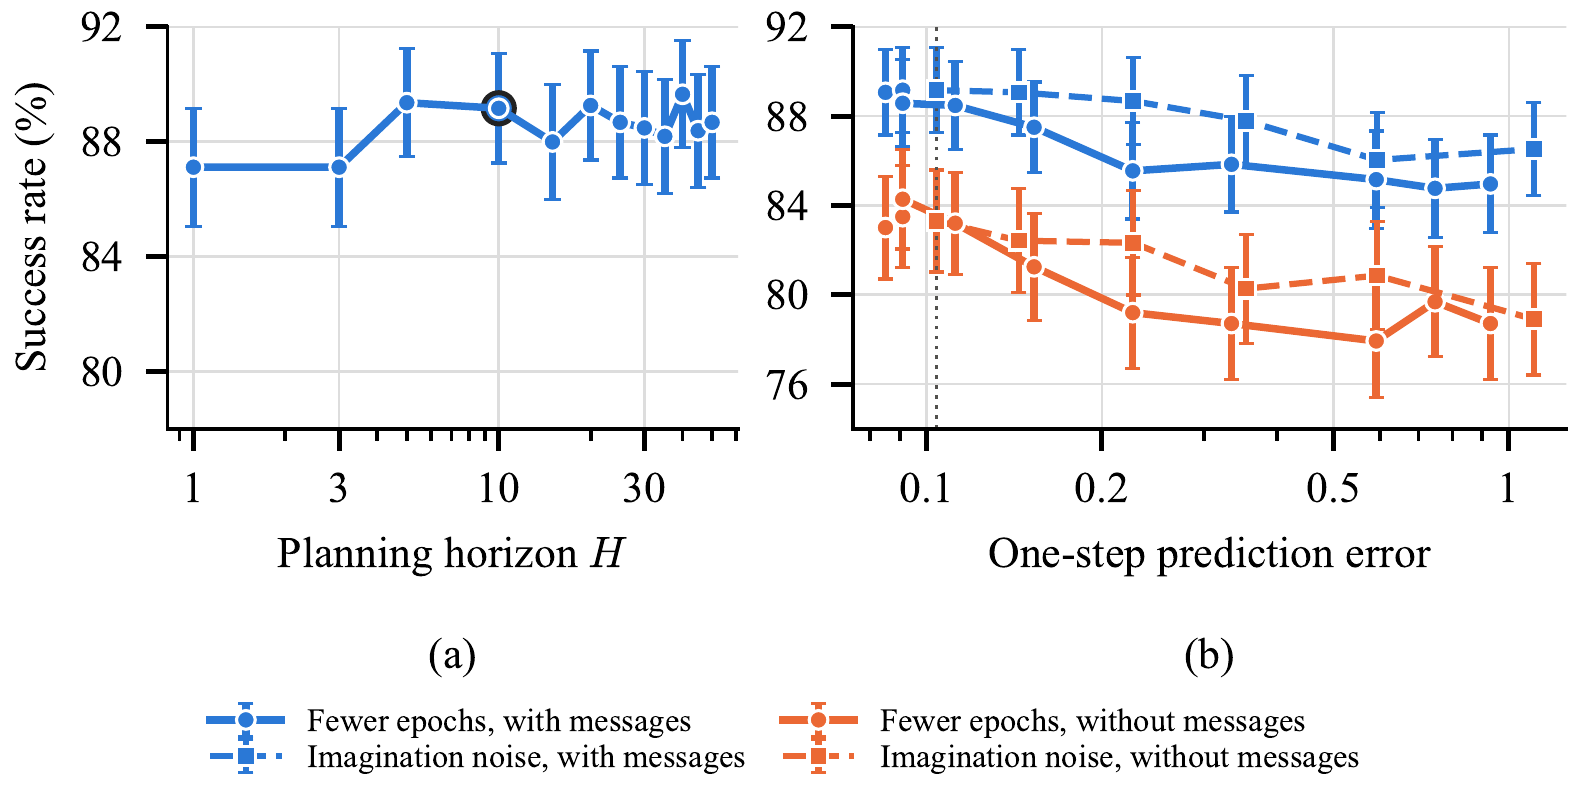 92
88
84
80
Success rate (%)
1 3 10 30
Planning horizon H
(a)
92
88
84
80
76
0.1 0.2 0.5 1
One-step prediction error
(b)
Fewer epochs, with messages
Imagination noise, with messages
Fewer epochs, without messages
Imagination noise, without messages